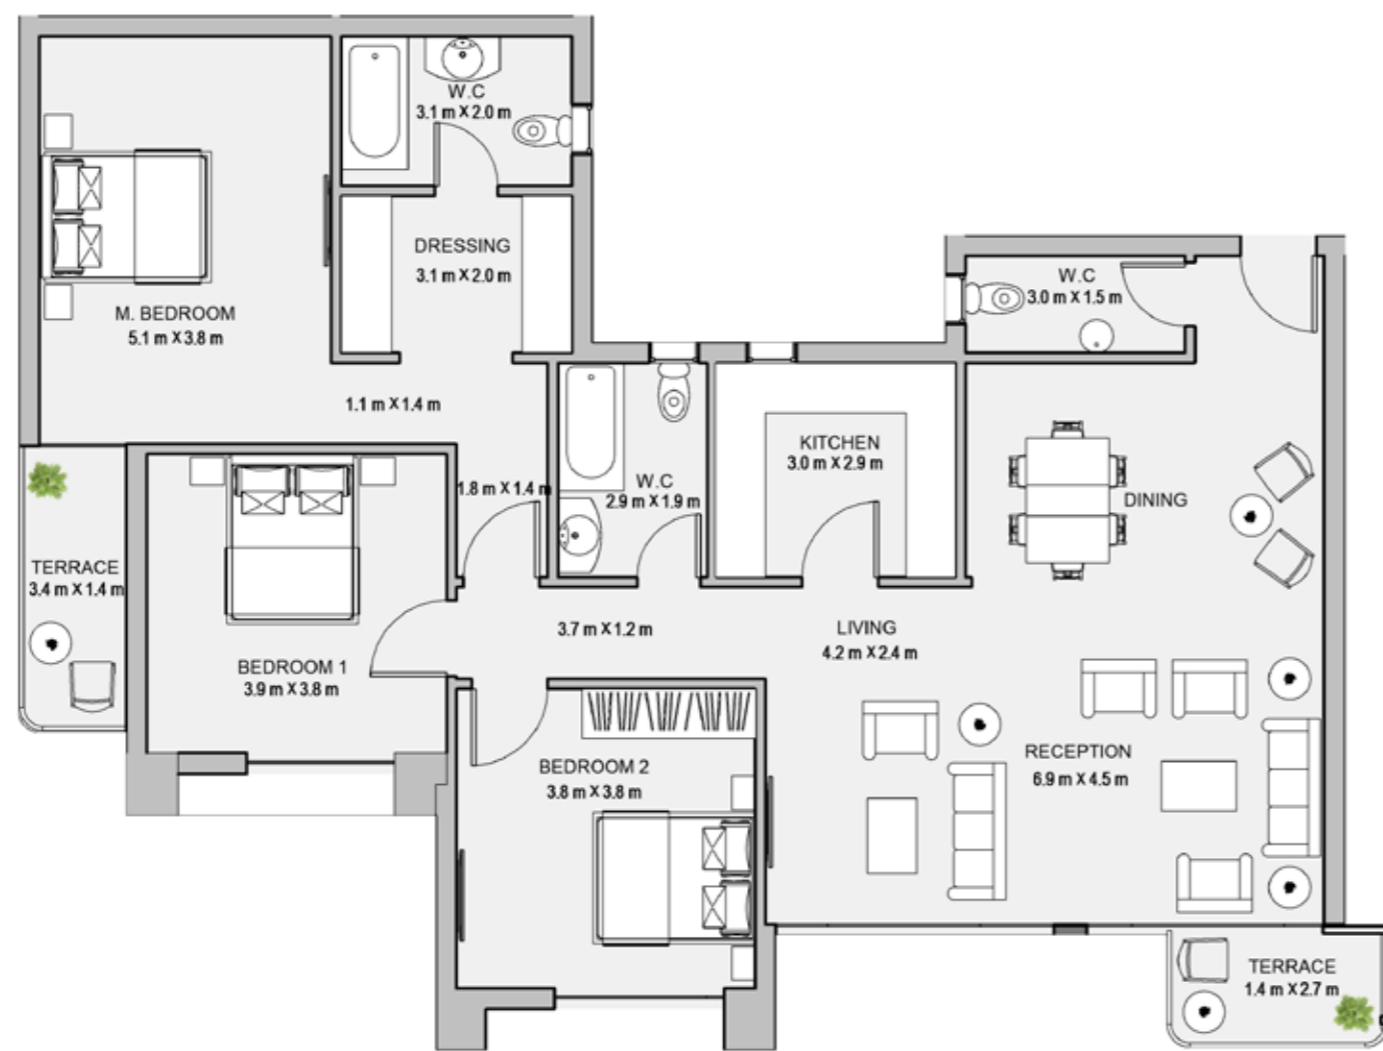 W.C
3.1 m X 2.0 m
DRESSING
3.1 m X 2.0 m
M. BEDROOM
5.1 m X 3.8 m
W.C
3.0 m X 1.5 m
1.1 m X 1.4 m
KITCHEN
3.0 m X 2.9 m
1.8 m X 1.4 m
W.C
2.9 m X 1.9 m
DINING
TERRACE
3.4 m X 1.4 m
3.7 m X 1.2 m
LIVING
4.2 m X 2.4 m
BEDROOM 1
3.9 m X 3.8 m
BEDROOM 2
3.8 m X 3.8 m
RECEPTION
6.9 m X 4.5 m
TERRACE
1.4 m X 2.7 m